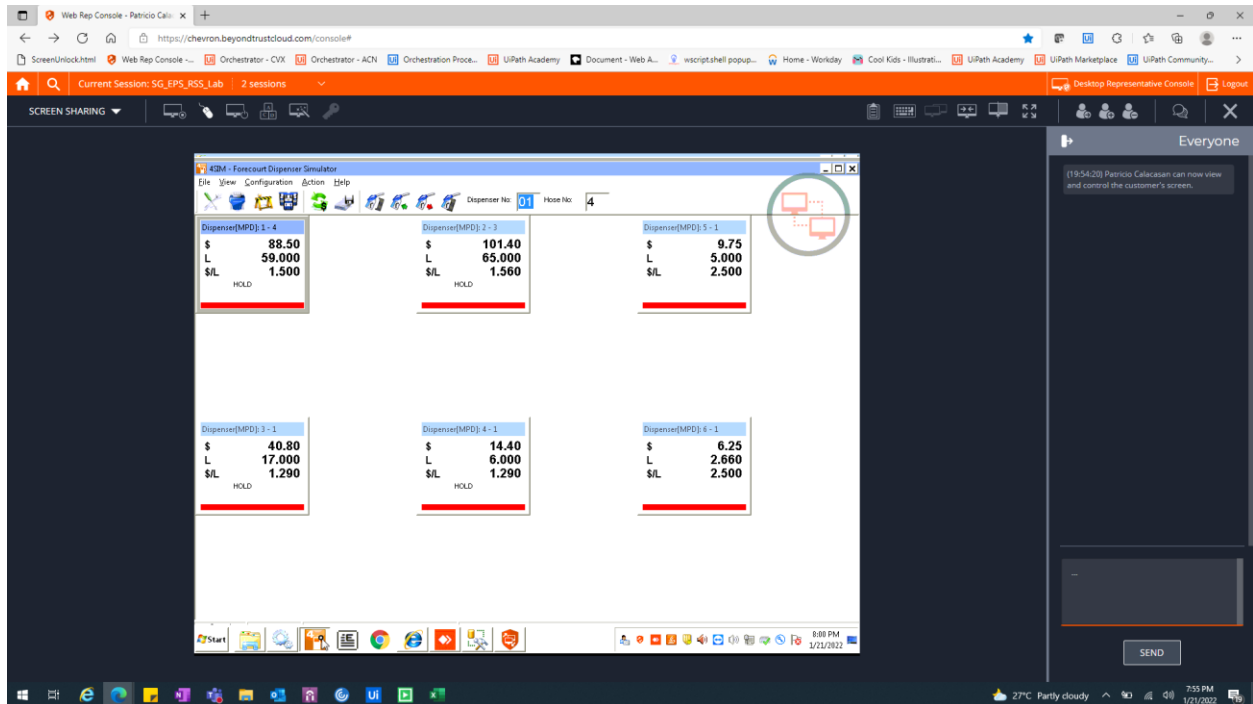 Web Rep Console - Patricio Cala
https://chevron.beyondtrustcloud.com/console#
ScreenUnlock.html Web Rep Console -... Orchestrator - CVX Orchestrator - ACN Orchestration Proce... UiPath Academy Document - Web A... wscript.shell popup... Home - Workday Cool Kids - Illustrati... UiPath Academy UiPath Marketplace UiPath Community...
Current Session: SG_EPS_RSS_Lab 2 sessions Desktop Representative Console Logout
SCREEN SHARING
Everyone
(19:54:20) Patricio Calacasan can now view
and control the customer's screen.
4SIM - Forecourt Dispenser Simulator
File View Configuration Action Help
Dispenser No: 01 Hose No: 4
Dispenser[MPD]: 1 - 4
$ 88.50
L 59.000
$/L 1.500
HOLD
Dispenser[MPD]: 2 - 3
$ 101.40
L 65.000
$/L 1.560
HOLD
Dispenser[MPD]: 5 - 1
$ 9.75
L 5.000
$/L 2.500
Dispenser[MPD]: 3 - 1
$ 40.80
L 17.000
$/L 1.290
HOLD
Dispenser[MPD]: 4 - 1
$ 14.40
L 6.000
$/L 1.290
HOLD
Dispenser[MPD]: 6 - 1
$ 6.25
L 2.660
$/L 2.500
Start
8:00 PM
1/21/2022
SEND
27°C Partly cloudy
7:55 PM
1/21/2022